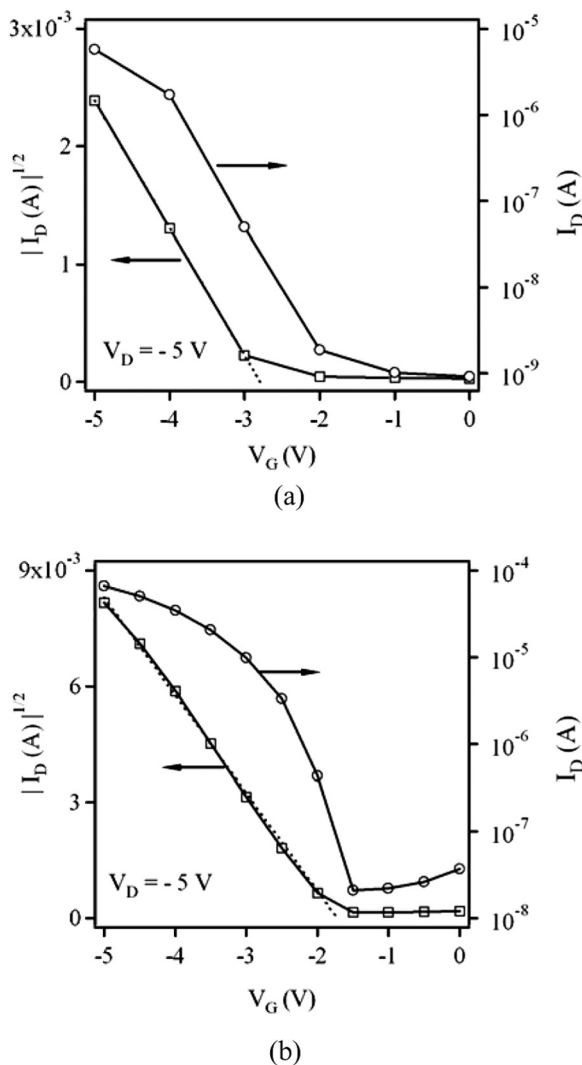 3x10⁻³
2
1
0
|I_D (A)|^1/2
10⁻⁵
10⁻⁶
10⁻⁷
10⁻⁸
10⁻⁹
I_D (A)
V_D = - 5 V
-5 -4 -3 -2 -1 0
V_G (V)
(a)
9x10⁻³
6
3
0
|I_D (A)|^1/2
10⁻⁴
10⁻⁵
10⁻⁶
10⁻⁷
10⁻⁸
I_D (A)
V_D = - 5 V
-5 -4 -3 -2 -1 0
V_G (V)
(b)